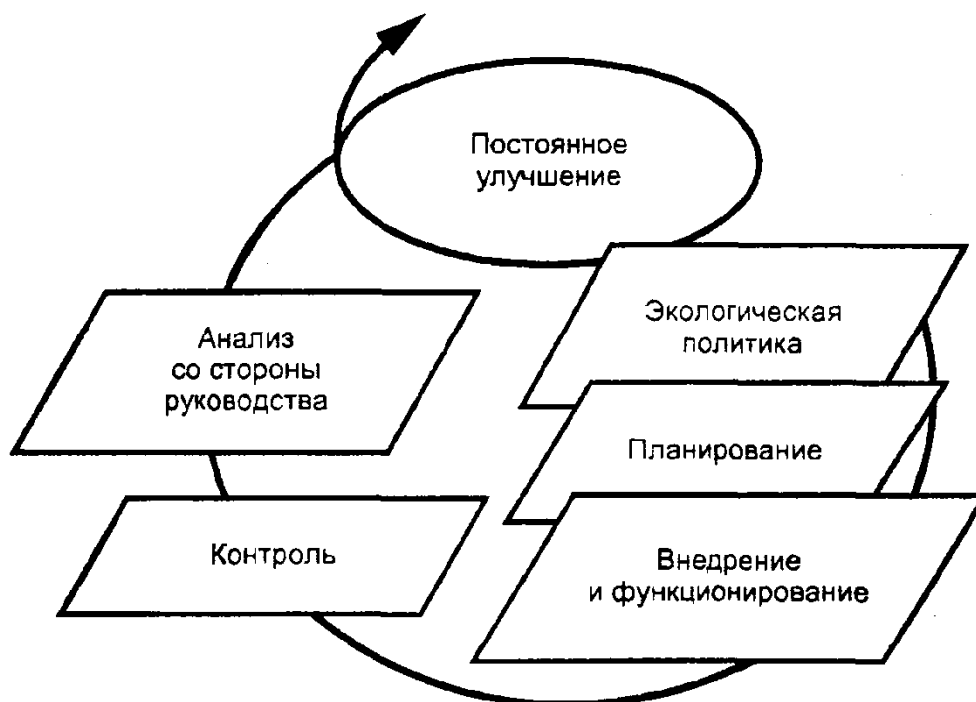 Постоянное
улучшение
Экологическая
политика
Планирование
Внедрение
и функционирование
Контроль
Анализ
со стороны
руководства